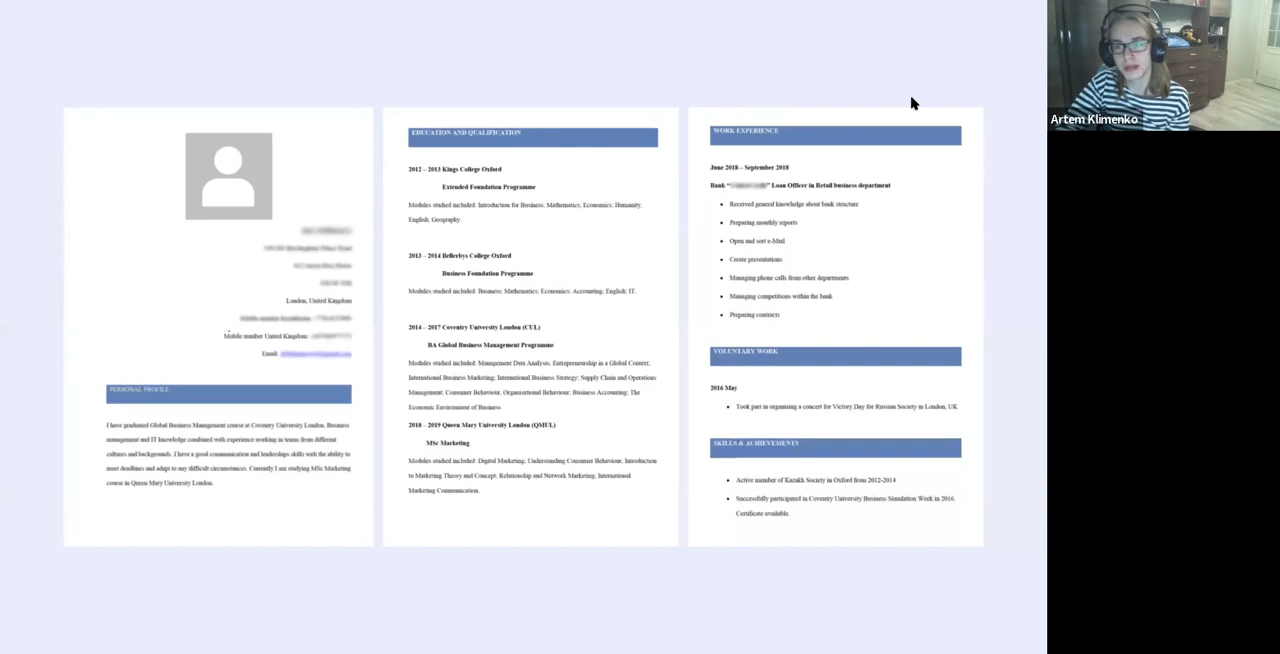 London, United Kingdom
Mobile number United Kingdom:
Email:
PERSONAL PROFILE
I have graduated Global Business Management course at Coventry University London. Business
management and IT knowledge combined with experience working in teams from different
cultures and backgrounds. I have a good communication and leaderships skills with the ability to
meet deadlines and adapt to any difficult circumstances. Currently I am studying MSc Marketing
course in Queen Mary University London.
EDUCATION AND QUALIFICATION
2012 – 2013 Kings College Oxford
Extended Foundation Programme
Modules studied included: Introduction for Business; Mathematics; Economics; Humanity;
English; Geography.
2013 – 2014 Bellerbys College Oxford
Business Foundation Programme
Modules studied included: Business; Mathematics; Economics; Accounting; English; IT.
2014 – 2017 Coventry University London (CUL)
BA Global Business Management Programme
Modules studied included: Management Data Analysis; Entrepreneurship in a Global Context,
International Business Marketing; International Business Strategy; Supply Chain and Operations
Management; Consumer Behaviour, Organisational Behaviour, Business Accounting; The
Economic Environment of Business
2018 – 2019 Queen Mary University London (QMUL)
MSc Marketing
Modules studied included: Digital Marketing, Understanding Consumer Behaviour; Introduction
to Marketing Theory and Concept; Relationship and Network Marketing; International
Marketing Communication.
WORK EXPERIENCE
June 2018 – September 2018
Bank “ ” Loan Officer in Retail business department
• Received general knowledge about bank structure
• Preparing monthly reports
• Open and sort e-Mail
• Create presentations
• Managing phone calls from other departments
• Managing competitions within the bank
• Preparing contracts
VOLUNTARY WORK
2016 May
• Took part in organising a concert for Victory Day for Russian Society in London, UK
SKILLS & ACHIEVEMENTS
• Active member of Kazakh Society in Oxford from 2012-2014
• Successfully participated in Coventry University Business Simulation Week in 2016.
Certificate available.
Artem Klimenko